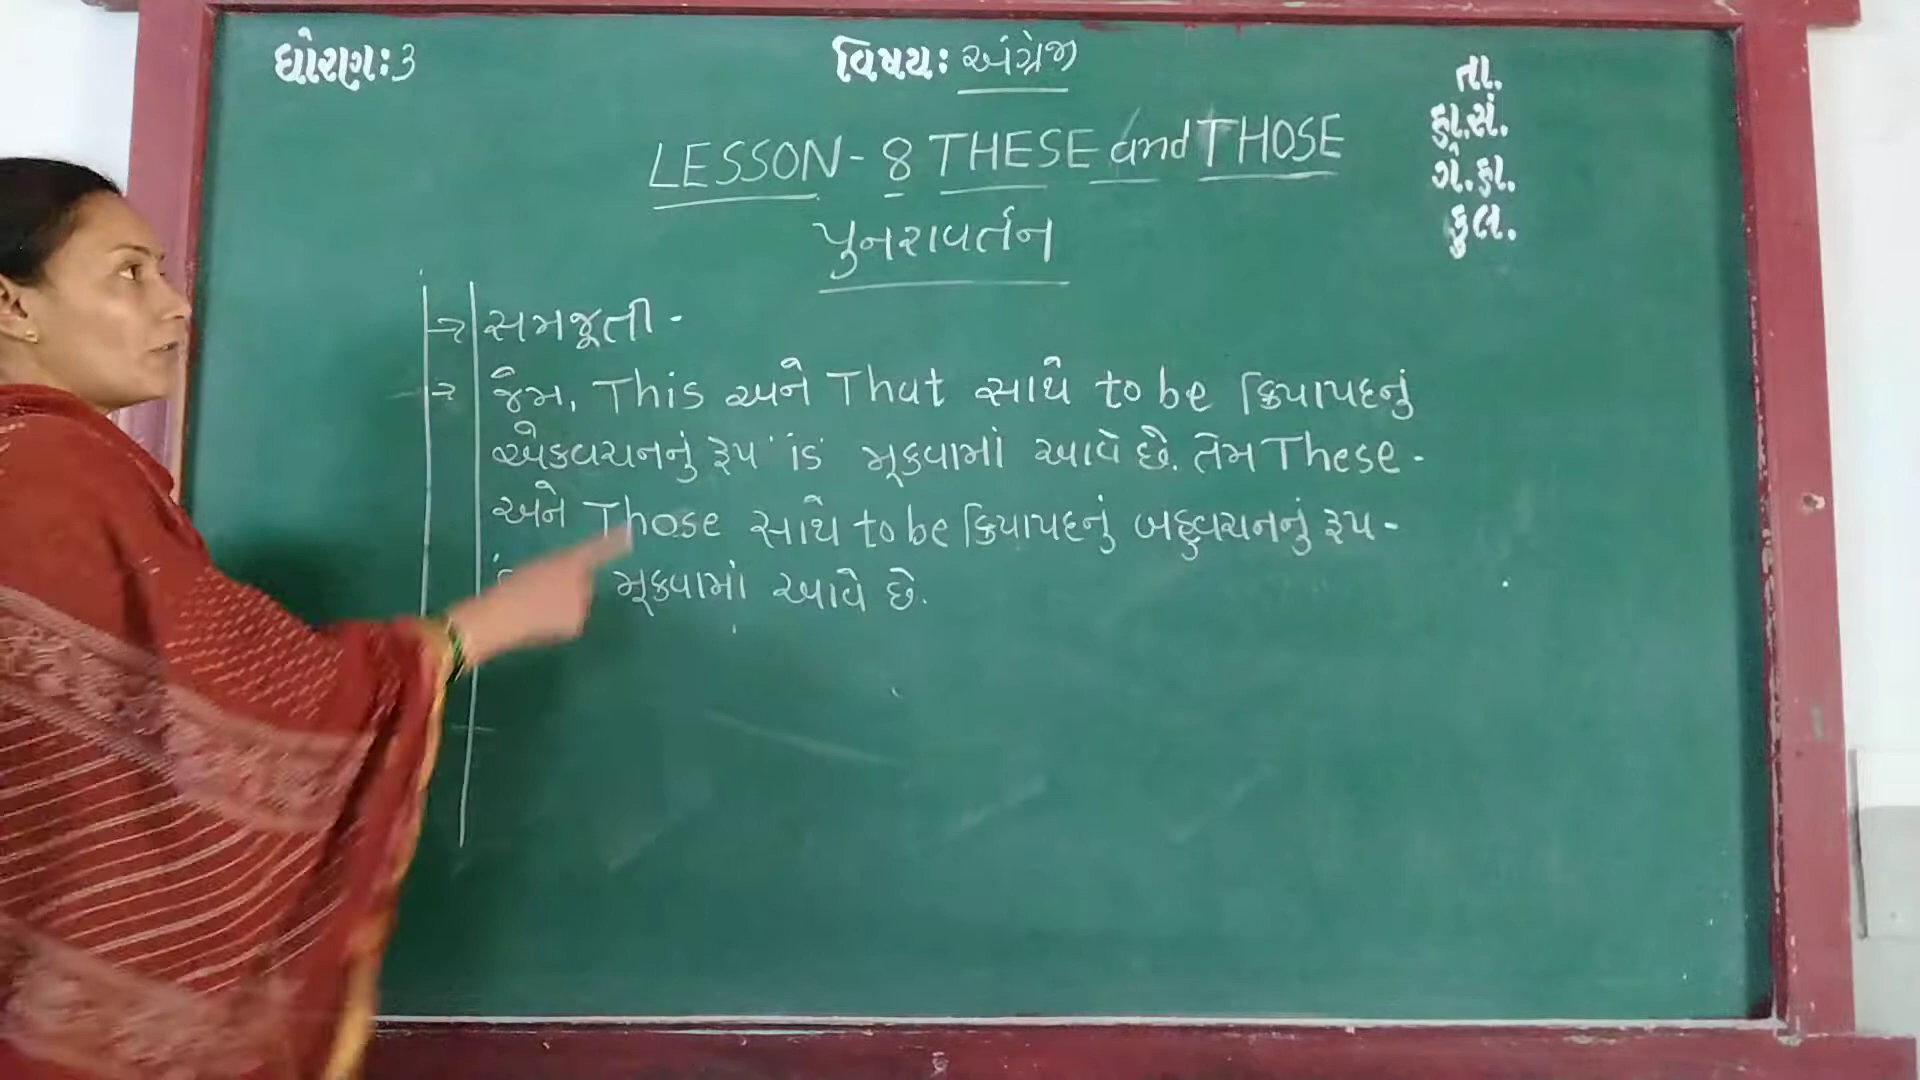 ધોરણ: 3
વિષય: અંગ્રેજી
તા.
હા.સં.
ગે.હા.
કુલ.
LESSON - 8 THESE and THOSE
પુનરાવર્તન
→ સમજૂતી -
→ જેમ, This અને That સાથે to be ક્રિયાપદનું
એકવચનનું રૂપ 'is' મૂકવામાં આવે છે. તેમ These -
અને Those સાથે to be ક્રિયાપદનું બહુવચનનું રૂપ -
મૂકવામાં આવે છે.